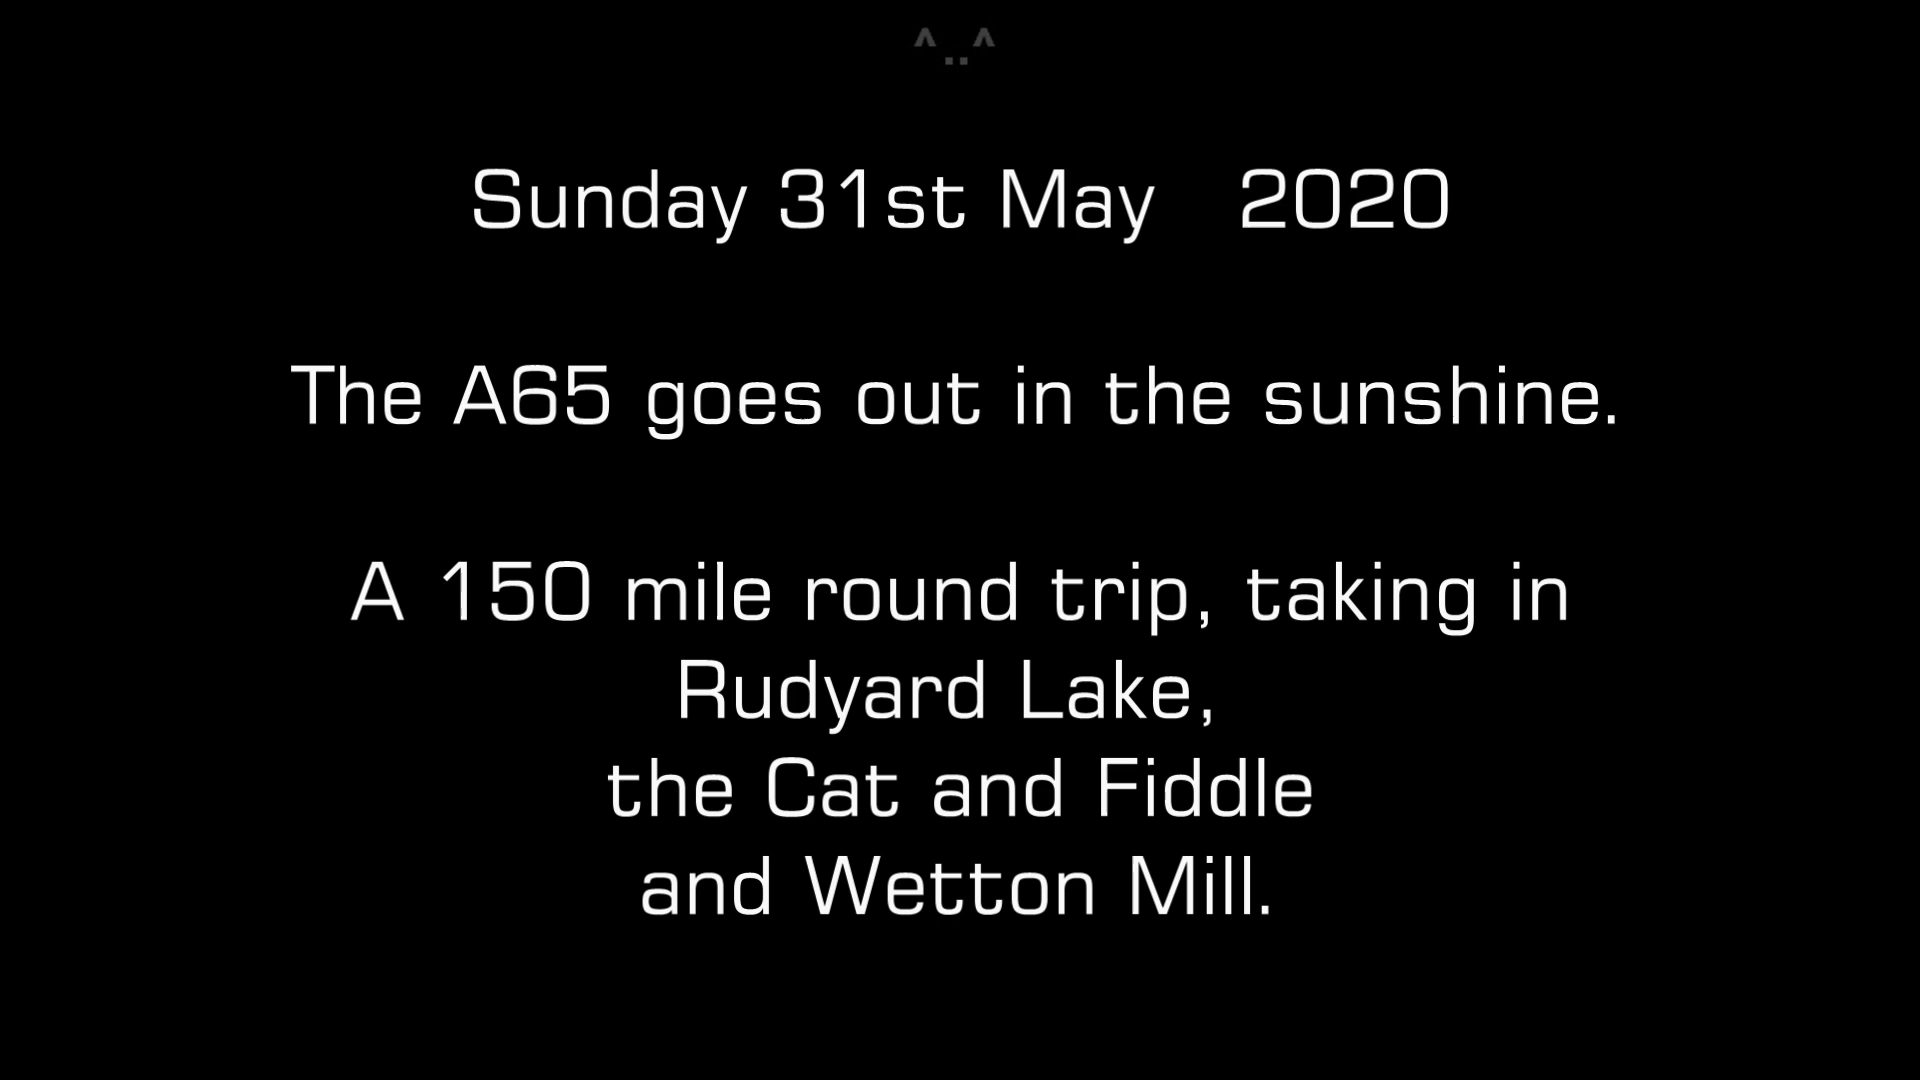 ^..^
Sunday 31st May   2020
The A65 goes out in the sunshine.
A 150 mile round trip, taking in
Rudyard Lake,
the Cat and Fiddle
and Wetton Mill.